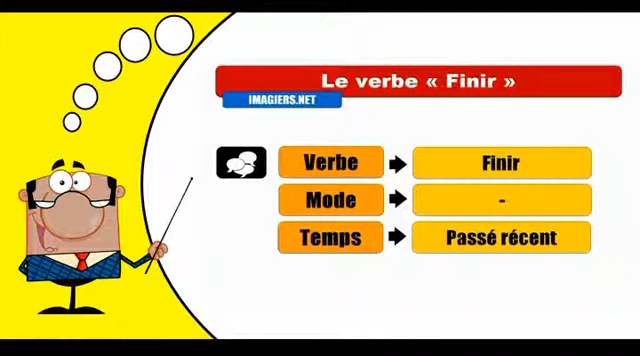 Le verbe « Finir »
IMAGIERS.NET
Verbe Finir
Mode -
Temps Passé récent